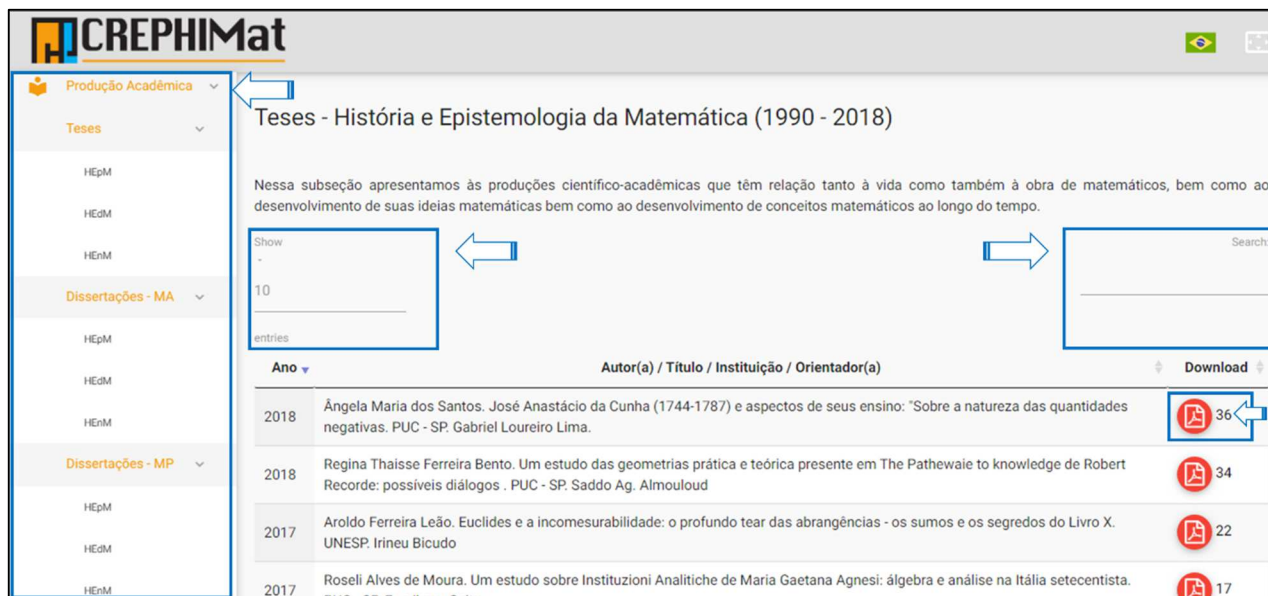 CREPHIMat
Produção Acadêmica
Teses
HEpM
HEdM
HEnM
Dissertações - MA
HEpM
HEdM
HEnM
Dissertações - MP
HEpM
HEdM
HEnM
Teses - História e Epistemologia da Matemática (1990 - 2018)
Nessa subseção apresentamos às produções científico-acadêmicas que têm relação tanto à vida como também à obra de matemáticos, bem como ao
desenvolvimento de suas ideias matemáticas bem como ao desenvolvimento de conceitos matemáticos ao longo do tempo.
Show
-
10
entries
Search:
Ano Autor(a) / Título / Instituição / Orientador(a) Download
2018 Ângela Maria dos Santos. José Anastácio da Cunha (1744-1787) e aspectos de seus ensino: "Sobre a natureza das quantidades
negativas. PUC - SP. Gabriel Loureiro Lima. 36
2018 Regina Thaisse Ferreira Bento. Um estudo das geometrias prática e teórica presente em The Pathewaie to knowledge de Robert
Recorde: possíveis diálogos . PUC - SP. Saddo Ag. Almouloud 34
2017 Aroldo Ferreira Leão. Euclides e a incomesurabilidade: o profundo tear das abrangências - os sumos e os segredos do Livro X.
UNESP. Irineu Bicudo 22
2017 Roseli Alves de Moura. Um estudo sobre Instituzioni Analitiche de Maria Gaetana Agnesi: álgebra e análise na Itália setecentista. 17